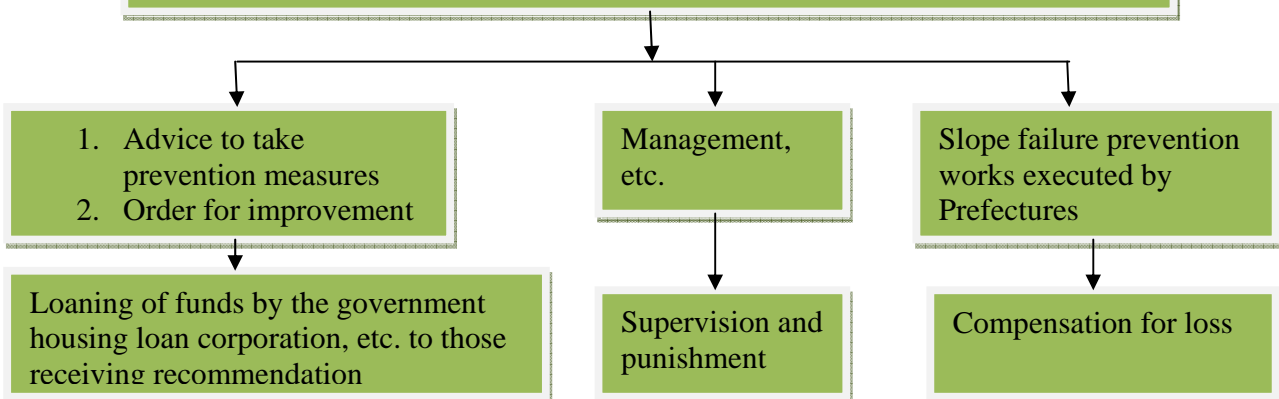 1. Advice to take
prevention measures
2. Order for improvement
Management,
etc.
Slope failure prevention
works executed by
Prefectures
Loaning of funds by the government
housing loan corporation, etc. to those
receiving recommendation
Supervision and
punishment
Compensation for loss